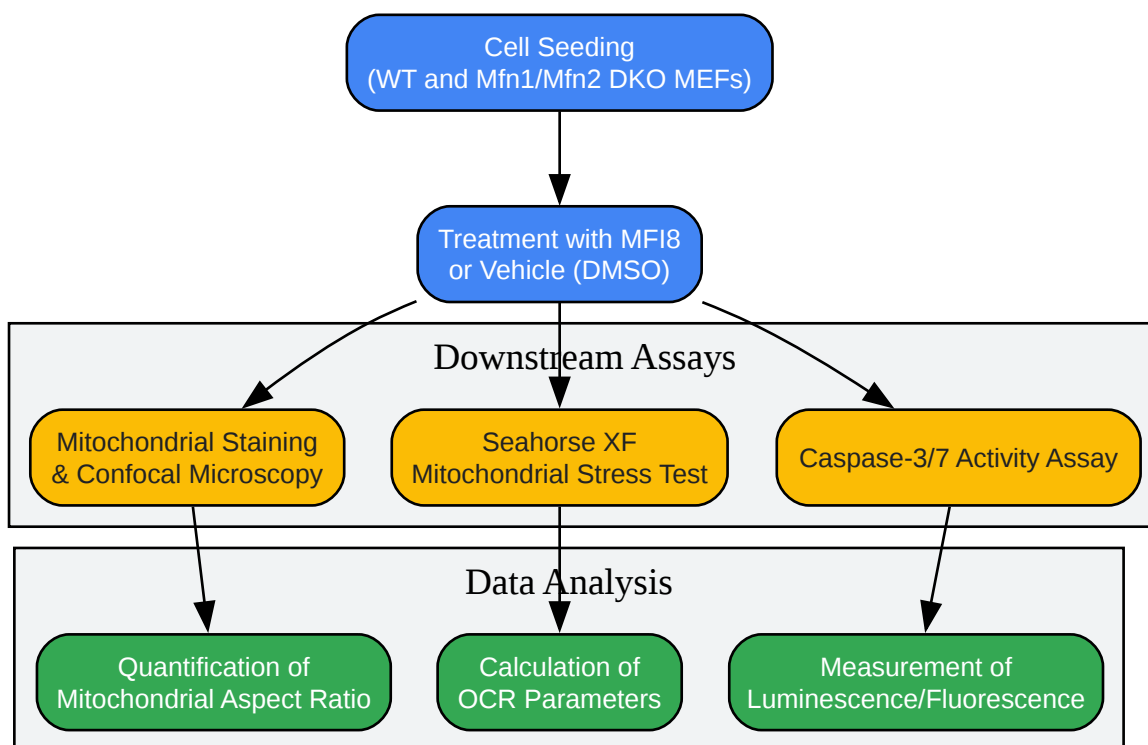 Cell Seeding
(WT and Mfn1/Mfn2 DKO MEFs)
Treatment with MFI8
or Vehicle (DMSO)
Downstream Assays
Mitochondrial Staining
& Confocal Microscopy
Seahorse XF
Mitochondrial Stress Test
Caspase-3/7 Activity Assay
Data Analysis
Quantification of
Mitochondrial Aspect Ratio
Calculation of
OCR Parameters
Measurement of
Luminescence/Fluorescence